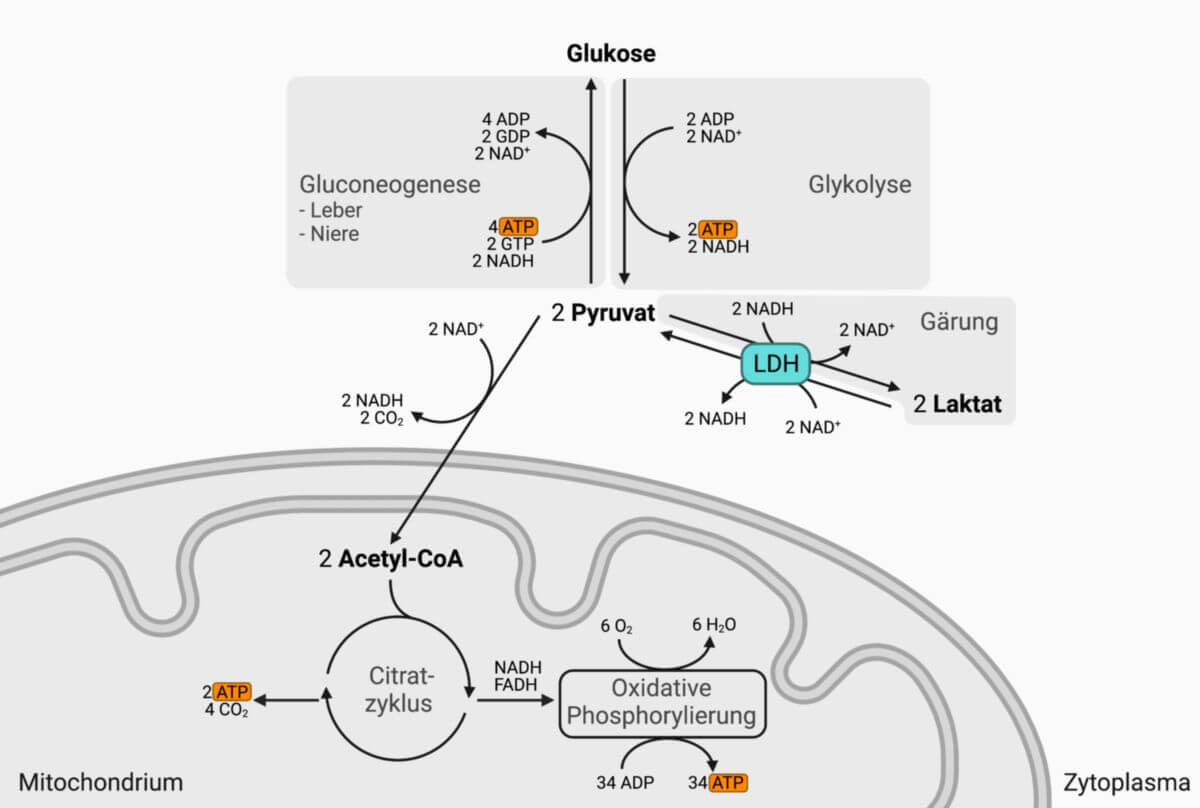 Glukose
4 ADP
2 GDP
2 NAD⁺
2 ADP
2 NAD⁺
Gluconeogenese
- Leber
- Niere
Glykolyse
4 ATP
2 GTP
2 NADH
2 ATP
2 NADH
2 Pyruvat
2 NADH
2 NAD⁺
Gärung
LDH
2 Laktat
2 NADH
2 NAD⁺
2 NAD⁺
2 NADH
2 CO₂
2 Acetyl-CoA
Citrat-
zyklus
2 ATP
4 CO₂
NADH
FADH
6 O₂
6 H₂O
Oxidative
Phosphorylierung
34 ADP
34 ATP
Mitochondrium
Zytoplasma